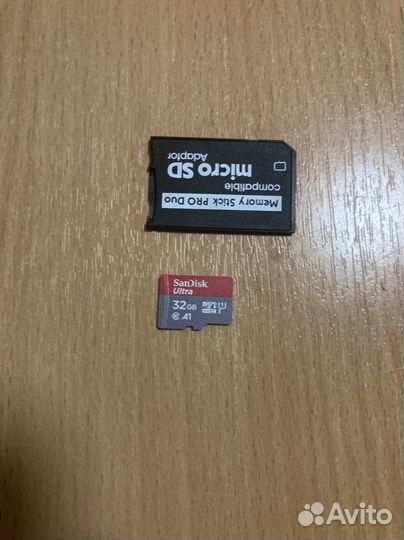 Memory Stick PRO Duo
compatible
micro SD
Adaptor
SanDisk
Ultra
32GB
A1
Avito